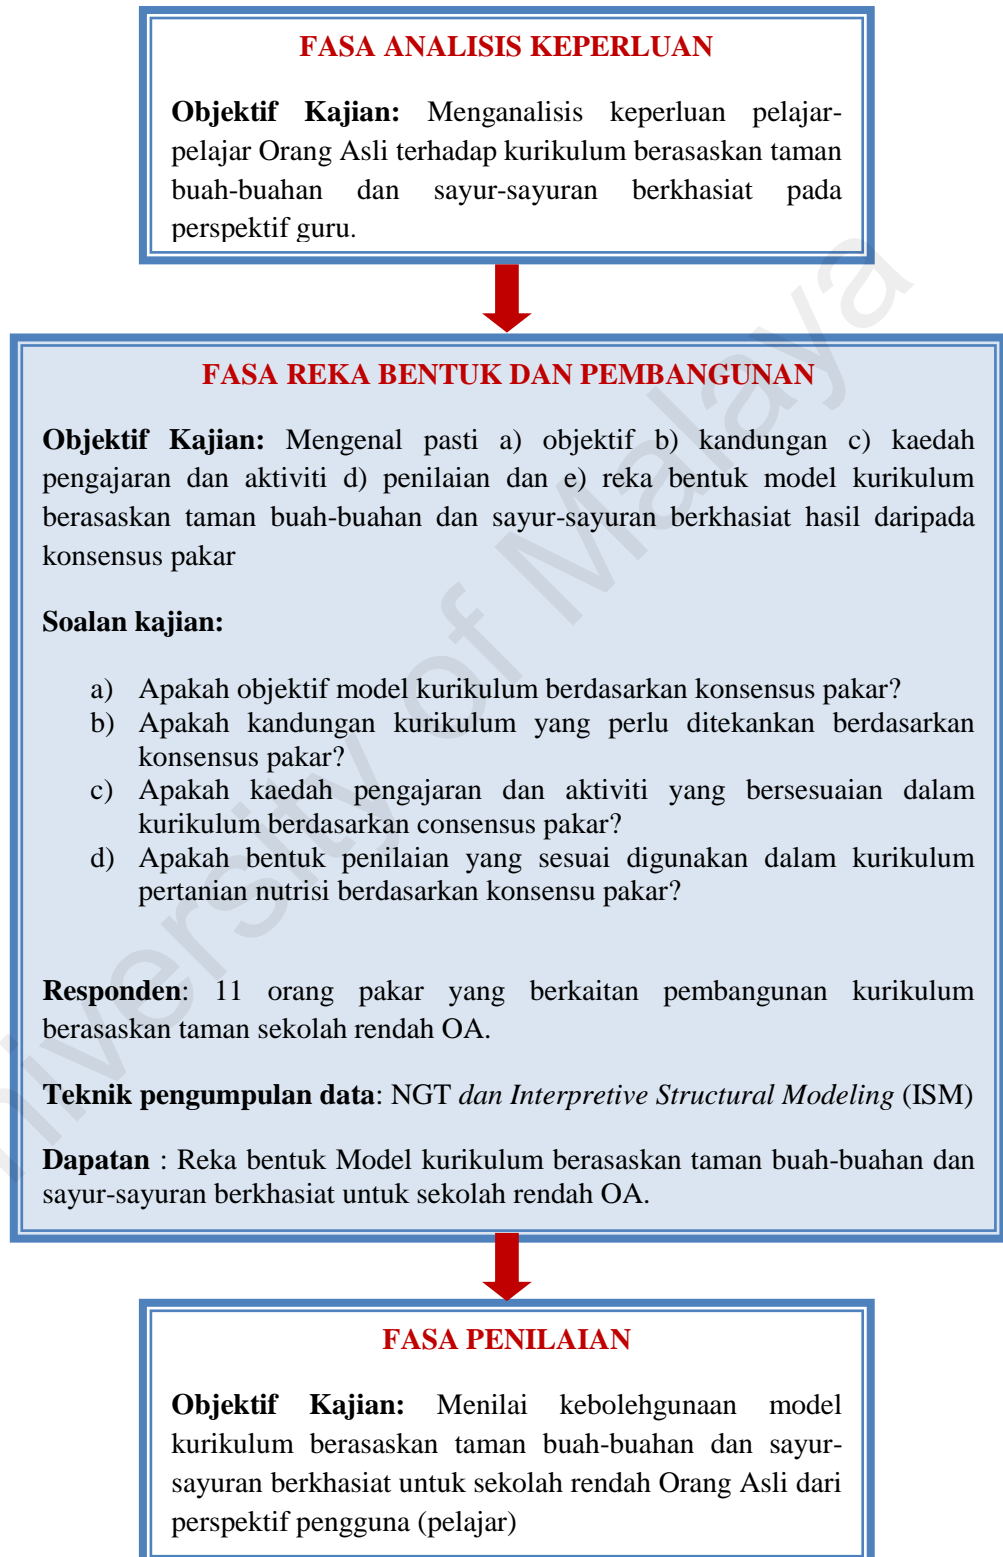 FASA ANALISIS KEPERLUAN
Objektif Kajian: Menganalisis keperluan pelajar-
pelajar Orang Asli terhadap kurikulum berasaskan taman
buah-buahan dan sayur-sayuran berkhasiat pada
perspektif guru.
FASA REKA BENTUK DAN PEMBANGUNAN
Objektif Kajian: Mengenal pasti a) objektif b) kandungan c) kaedah
pengajaran dan aktiviti d) penilaian dan e) reka bentuk model kurikulum
berasaskan taman buah-buahan dan sayur-sayuran berkhasiat hasil daripada
konsensus pakar
Soalan kajian:
a) Apakah objektif model kurikulum berdasarkan konsensus pakar?
b) Apakah kandungan kurikulum yang perlu ditekankan berdasarkan
konsensus pakar?
c) Apakah kaedah pengajaran dan aktiviti yang bersesuaian dalam
kurikulum berdasarkan consensus pakar?
d) Apakah bentuk penilaian yang sesuai digunakan dalam kurikulum
pertanian nutrisi berdasarkan konsensu pakar?
Responden: 11 orang pakar yang berkaitan pembangunan kurikulum
berasaskan taman sekolah rendah OA.
Teknik pengumpulan data: NGT dan Interpretive Structural Modeling (ISM)
Dapatan : Reka bentuk Model kurikulum berasaskan taman buah-buahan dan
sayur-sayuran berkhasiat untuk sekolah rendah OA.
FASA PENILAIAN
Objektif Kajian: Menilai kebolehgunaan model
kurikulum berasaskan taman buah-buahan dan sayur-
sayuran berkhasiat untuk sekolah rendah Orang Asli dari
perspektif pengguna (pelajar)
University of Malaya